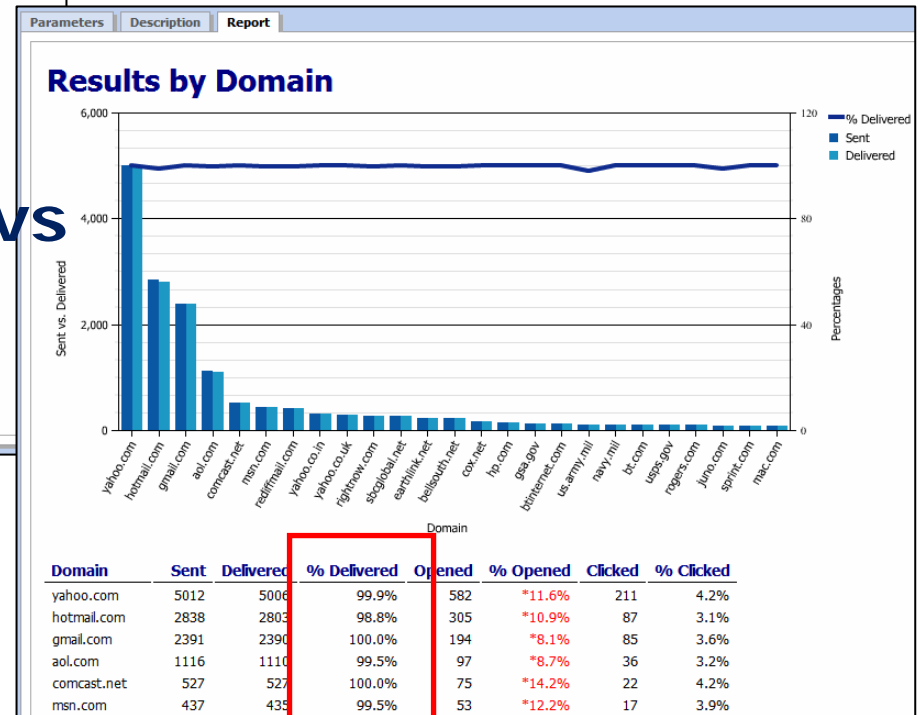 Parameters Description Report
Results by Domain
6,000 120
% Delivered
Sent
Delivered
vs
4,000 80
Sent vs. Delivered
Percentages
2,000 40
0 0
yahoo.com hotmail.com gmail.com aol.com comcast.net msn.com rediffmail.com yahoo.co.in yahoo.co.uk rightnow.com sbcglobal.net earthlink.net bellsouth.net cox.net hp.com gsa.gov btinternet.com us.army.mil navy.mil bt.com usps.gov rogers.com juno.com sprint.com mac.com
Domain
Domain Sent Delivered % Delivered Opened % Opened Clicked % Clicked
yahoo.com 5012 5006 99.9% 582 *11.6% 211 4.2%
hotmail.com 2838 2803 98.8% 305 *10.9% 87 3.1%
gmail.com 2391 2390 100.0% 194 *8.1% 85 3.6%
aol.com 1116 1110 99.5% 97 *8.7% 36 3.2%
comcast.net 527 527 100.0% 75 *14.2% 22 4.2%
msn.com 437 435 99.5% 53 *12.2% 17 3.9%